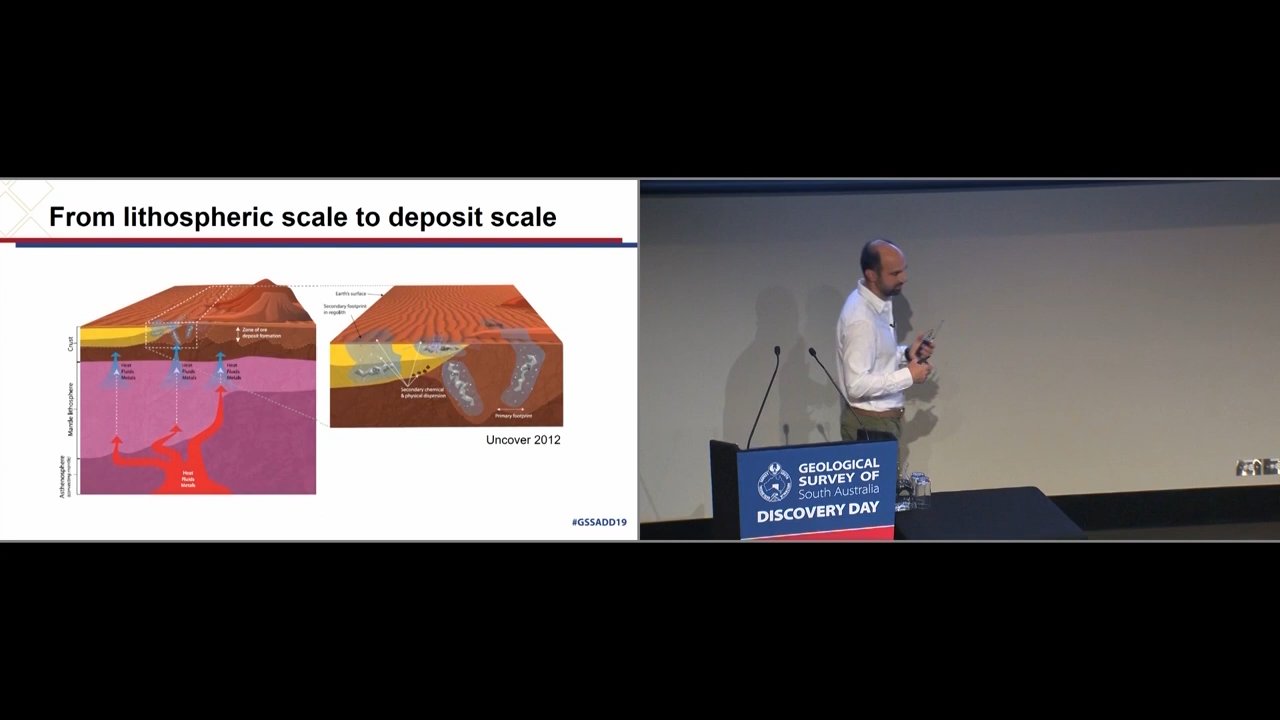 From lithospheric scale to deposit scale
Earth's surface
Secondary footprint
in regolith
Crust
Zone of ore
deposit formation
Heat
Fluids
Metals
Heat
Fluids
Metals
Heat
Fluids
Metals
Mantle lithosphere
Secondary chemical
& physical dispersion
Primary footprint
Uncover 2012
Asthenosphere
(convecting mantle)
Heat
Fluids
Metals
#GSSADD19
GEOLOGICAL
SURVEY OF
South Australia
DISCOVERY DAY